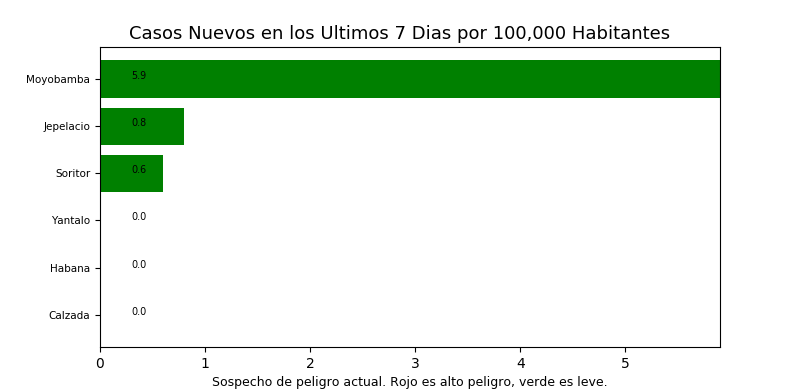 Casos Nuevos en los Ultimos 7 Dias por 100,000 Habitantes
Moyobamba 5.9
Jepelacio 0.8
Soritor 0.6
Yantalo 0.0
Habana 0.0
Calzada 0.0
0 1 2 3 4 5
Sospecho de peligro actual. Rojo es alto peligro, verde es leve.